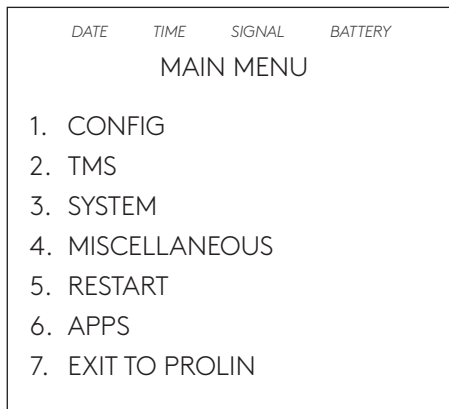 DATE TIME SIGNAL BATTERY
MAIN MENU
1. CONFIG
2. TMS
3. SYSTEM
4. MISCELLANEOUS
5. RESTART
6. APPS
7. EXIT TO PROLIN